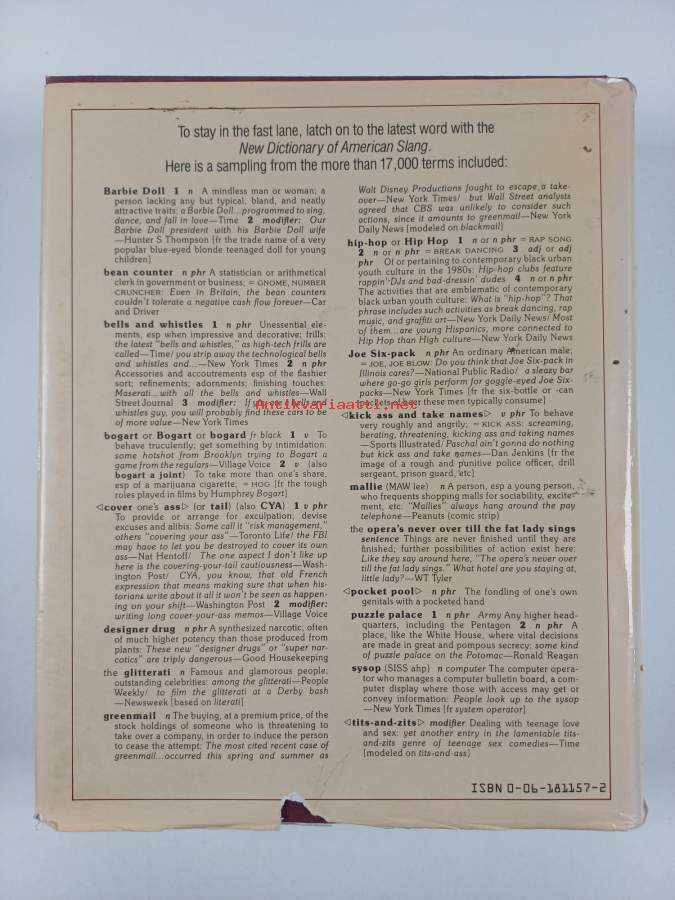 To stay in the fast lane, latch on to the latest word with the
New Dictionary of American Slang.
Here is a sampling from the more than 17,000 terms included:
Barbie Doll 1 n A mindless man or woman; a
person lacking any but typical, bland, and neatly
attractive traits: a Barbie Doll...programmed to sing,
dance, and fall in love—Time 2 modifier: Our
Barbie Doll president with his Barbie Doll wife
—Hunter S Thompson [fr the trade name of a very
popular blue-eyed blonde teenaged doll for young
children]
bean counter n phr A statistician or arithmetical
clerk in government or business; = GNOME, NUMBER
CRUNCHER: Even in Britain, the bean counters
couldn't tolerate a negative cash flow forever—Car
and Driver
bells and whistles 1 n phr Unessential ele-
ments, esp when impressive and decorative; frills:
the latest "bells and whistles," as high-tech frills are
called—Time/ you strip away the technological bells
and whistles and...—New York Times 2 n phr
Accessories and accoutrements esp of the flashier
sort; refinements; adornments; finishing touches:
Maserati...with all the bells and whistles—Wall
Street Journal 3 modifier: If you're a bells and
whistles guy, you will probably find these cars to be
of more value—New York Times
bogart or Bogart or bogard fr black 1 v To
behave truculently; get something by intimidation:
some hotshot from Brooklyn trying to Bogart a
game from the regulars—Village Voice 2 v (also
bogart a joint) To take more than one's share,
esp of a marijuana cigarette; = HOG [fr the tough
roles played in films by Humphrey Bogart]
◁cover one's ass▷ (or tail) (also CYA) 1 v phr
To provide or arrange for exculpation; devise
excuses and alibis: Some call it "risk management,"
others "covering your ass"—Toronto Life/ the FBI
may have to let you be destroyed to cover its own
ass—Nat Hentoff/ The one aspect I don't like up
here is the covering-your-tail cautiousness—Wash-
ington Post/ CYA, you know, that old French
expression that means making sure that when his-
torians write about it all it won't be seen as happen-
ing on your shift—Washington Post 2 modifier:
writing long cover-your-ass memos—Village Voice
designer drug n phr A synthesized narcotic; often
of much higher potency than those produced from
plants: These new "designer drugs" or "super nar-
cotics" are triply dangerous—Good Housekeeping
the glitterati n Famous and glamorous people;
outstanding celebrities: among the glitterati—People
Weekly/ to film the glitterati at a Derby bash
—Newsweek [based on literati]
greenmail n The buying, at a premium price, of the
stock holdings of someone who is threatening to
take over a company, in order to induce the person
to cease the attempt: The most cited recent case of
greenmail...occurred this spring and summer as
Walt Disney Productions fought to escape a take-
over—New York Times/ but Wall Street analysts
agreed that CBS was unlikely to consider such
actions, since it amounts to greenmail—New York
Daily News [modeled on blackmail]
hip-hop or Hip Hop 1 n or n phr = RAP SONG
2 n or n phr = BREAK DANCING 3 adj or adj
phr Of or pertaining to contemporary black urban
youth culture in the 1980s: Hip-hop clubs feature
rappin' DJs and bad-dressin' dudes 4 n or n phr
The activities that are emblematic of contemporary
black urban youth culture: What is "hip-hop"? That
phrase includes such activities as break dancing, rap
music, and graffiti art—New York Daily News/ Most
of them...are young Hispanics, more connected to
Hip Hop than High culture—New York Daily News
Joe Six-pack n phr An ordinary American male;
= JOE, JOE BLOW: Do you think that Joe Six-pack in
Illinois cares?—National Public Radio/ a sleazy bar
where go-go girls perform for goggle-eyed Joe Six-
packs—New York Times [fr the six-bottle or -can
packets of beer these men typically consume]
Antikvariaatti.net
◁kick ass and take names▷ v phr To behave
very roughly and angrily; = KICK ASS: screaming,
berating, threatening, kicking ass and taking names
—Sports Illustrated/ Paschal ain't gonna do nothing
but kick ass and take names—Dan Jenkins [fr the
image of a rough and punitive police officer, drill
sergeant, prison guard, etc]
mallie (MAW lee) n A person, esp a young person,
who frequents shopping malls for sociability, excite-
ment, etc: "Mallies" always hang around the pay
telephone—Peanuts (comic strip)
the opera's never over till the fat lady sings
sentence Things are never finished until they are
finished; further possibilities of action exist here:
Like they say around here, "The opera's never over
till the fat lady sings." What hotel are you staying at,
little lady?—WT Tyler
◁pocket pool▷ n phr The fondling of one's own
genitals with a pocketed hand
puzzle palace 1 n phr Army Any higher head-
quarters, including the Pentagon 2 n phr A
place, like the White House, where vital decisions
are made in great and pompous secrecy: some kind
of puzzle palace on the Potomac—Ronald Reagan
sysop (SISS ahp) n computer The computer opera-
tor who manages a computer bulletin board, a com-
puter display where those with access may get or
convey information: People look up to the sysop
—New York Times [fr system operator]
◁tits-and-zits▷ modifier Dealing with teenage love
and sex: yet another entry in the lamentable tits-
and-zits genre of teenage sex comedies—Time
[modeled on tits-and-ass]
ISBN 0-06-181157-2